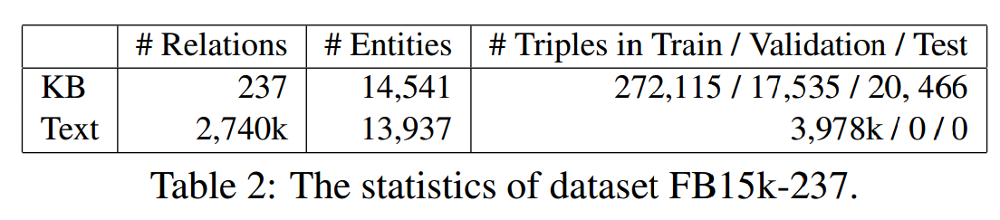 # Relations # Entities # Triples in Train / Validation / Test
KB 237 14,541 272,115 / 17,535 / 20, 466
Text 2,740k 13,937 3,978k / 0 / 0
Table 2: The statistics of dataset FB15k-237.